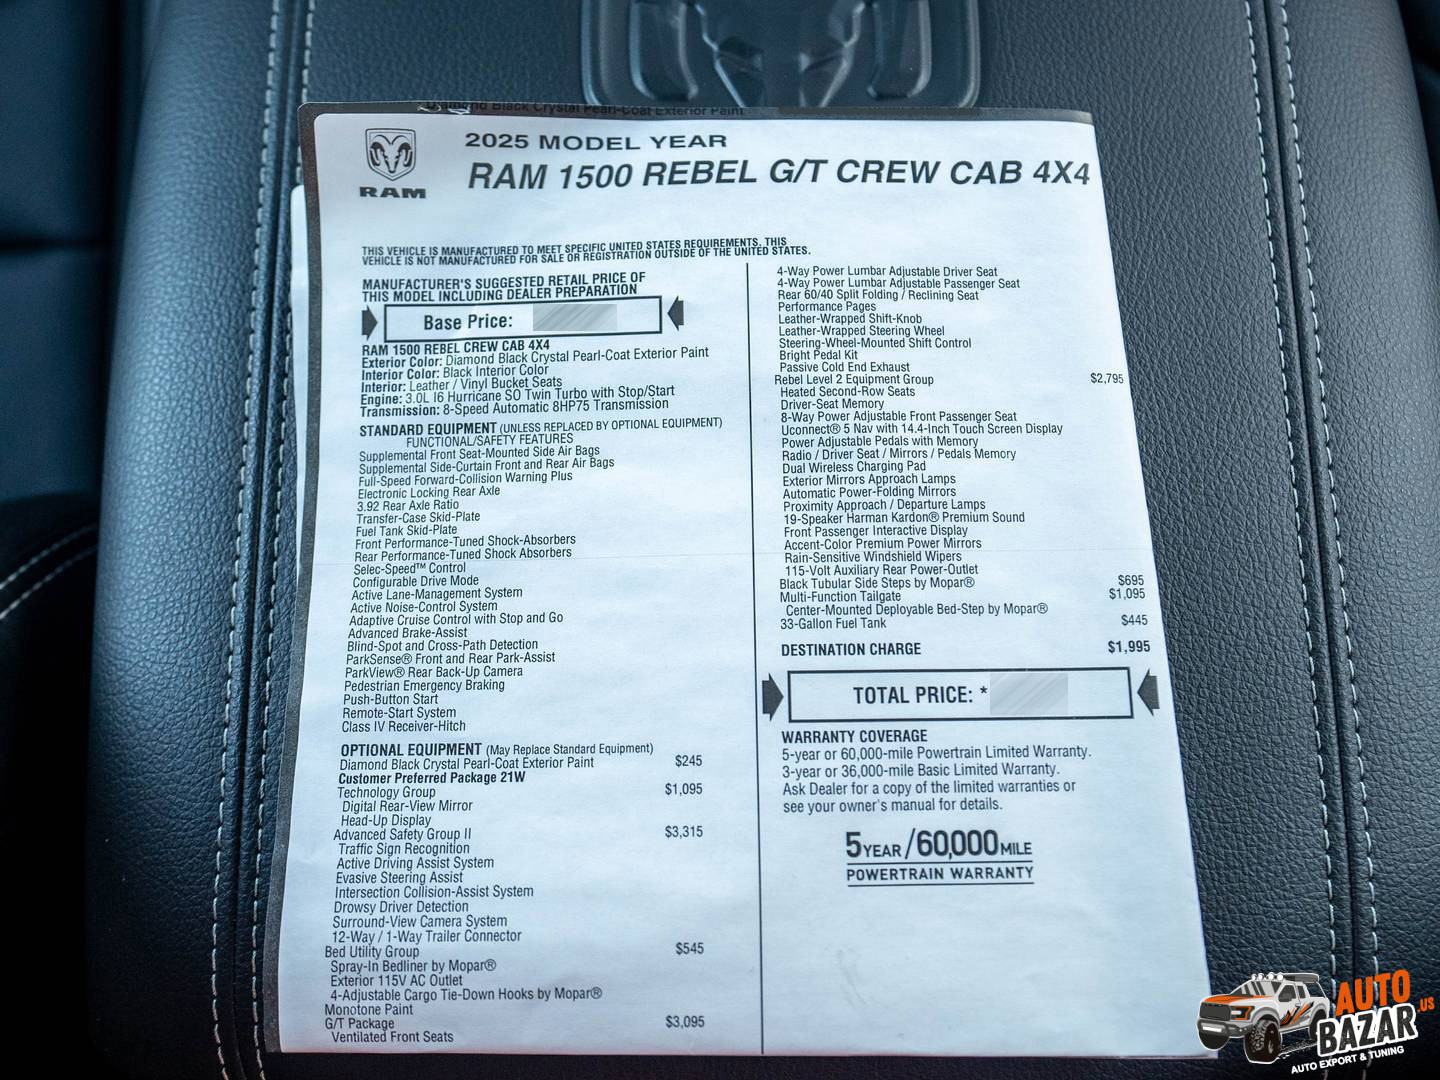 Diamond Black Crystal Pearl-Coat Exterior Paint
RAM
2025 MODEL YEAR
RAM 1500 REBEL G/T CREW CAB 4X4
THIS VEHICLE IS MANUFACTURED TO MEET SPECIFIC UNITED STATES REQUIREMENTS. THIS
VEHICLE IS NOT MANUFACTURED FOR SALE OR REGISTRATION OUTSIDE OF THE UNITED STATES.
MANUFACTURER'S SUGGESTED RETAIL PRICE OF
THIS MODEL INCLUDING DEALER PREPARATION
Base Price:
RAM 1500 REBEL CREW CAB 4X4
Exterior Color: Diamond Black Crystal Pearl-Coat Exterior Paint
Interior Color: Black Interior Color
Interior: Leather / Vinyl Bucket Seats
Engine: 3.0L I6 Hurricane SO Twin Turbo with Stop/Start
Transmission: 8-Speed Automatic 8HP75 Transmission
STANDARD EQUIPMENT (UNLESS REPLACED BY OPTIONAL EQUIPMENT)
FUNCTIONAL/SAFETY FEATURES
Supplemental Front Seat-Mounted Side Air Bags
Supplemental Side-Curtain Front and Rear Air Bags
Full-Speed Forward-Collision Warning Plus
Electronic Locking Rear Axle
3.92 Rear Axle Ratio
Transfer-Case Skid-Plate
Fuel Tank Skid-Plate
Front Performance-Tuned Shock-Absorbers
Rear Performance-Tuned Shock Absorbers
Selec-Speed™ Control
Configurable Drive Mode
Active Lane-Management System
Active Noise-Control System
Adaptive Cruise Control with Stop and Go
Advanced Brake-Assist
Blind-Spot and Cross-Path Detection
ParkSense® Front and Rear Park-Assist
ParkView® Rear Back-Up Camera
Pedestrian Emergency Braking
Push-Button Start
Remote-Start System
Class IV Receiver-Hitch
OPTIONAL EQUIPMENT (May Replace Standard Equipment)
Diamond Black Crystal Pearl-Coat Exterior Paint $245
Customer Preferred Package 21W
Technology Group $1,095
Digital Rear-View Mirror
Head-Up Display
Advanced Safety Group II $3,315
Traffic Sign Recognition
Active Driving Assist System
Evasive Steering Assist
Intersection Collision-Assist System
Drowsy Driver Detection
Surround-View Camera System
12-Way / 1-Way Trailer Connector
Bed Utility Group $545
Spray-In Bedliner by Mopar®
Exterior 115V AC Outlet
4-Adjustable Cargo Tie-Down Hooks by Mopar®
Monotone Paint
G/T Package $3,095
Ventilated Front Seats
4-Way Power Lumbar Adjustable Driver Seat
4-Way Power Lumbar Adjustable Passenger Seat
Rear 60/40 Split Folding / Reclining Seat
Performance Pages
Leather-Wrapped Shift-Knob
Leather-Wrapped Steering Wheel
Steering-Wheel-Mounted Shift Control
Bright Pedal Kit
Passive Cold End Exhaust
Rebel Level 2 Equipment Group $2,795
Heated Second-Row Seats
Driver-Seat Memory
8-Way Power Adjustable Front Passenger Seat
Uconnect® 5 Nav with 14.4-Inch Touch Screen Display
Power Adjustable Pedals with Memory
Radio / Driver Seat / Mirrors / Pedals Memory
Dual Wireless Charging Pad
Exterior Mirrors Approach Lamps
Automatic Power-Folding Mirrors
Proximity Approach / Departure Lamps
19-Speaker Harman Kardon® Premium Sound
Front Passenger Interactive Display
Accent-Color Premium Power Mirrors
Rain-Sensitive Windshield Wipers
115-Volt Auxiliary Rear Power-Outlet
Black Tubular Side Steps by Mopar® $695
Multi-Function Tailgate $1,095
Center-Mounted Deployable Bed-Step by Mopar®
33-Gallon Fuel Tank $445
DESTINATION CHARGE $1,995
TOTAL PRICE: *
WARRANTY COVERAGE
5-year or 60,000-mile Powertrain Limited Warranty.
3-year or 36,000-mile Basic Limited Warranty.
Ask Dealer for a copy of the limited warranties or
see your owner's manual for details.
5YEAR/60,000MILE
POWERTRAIN WARRANTY
AUTO
BAZAR.US
AUTO EXPORT & TUNING